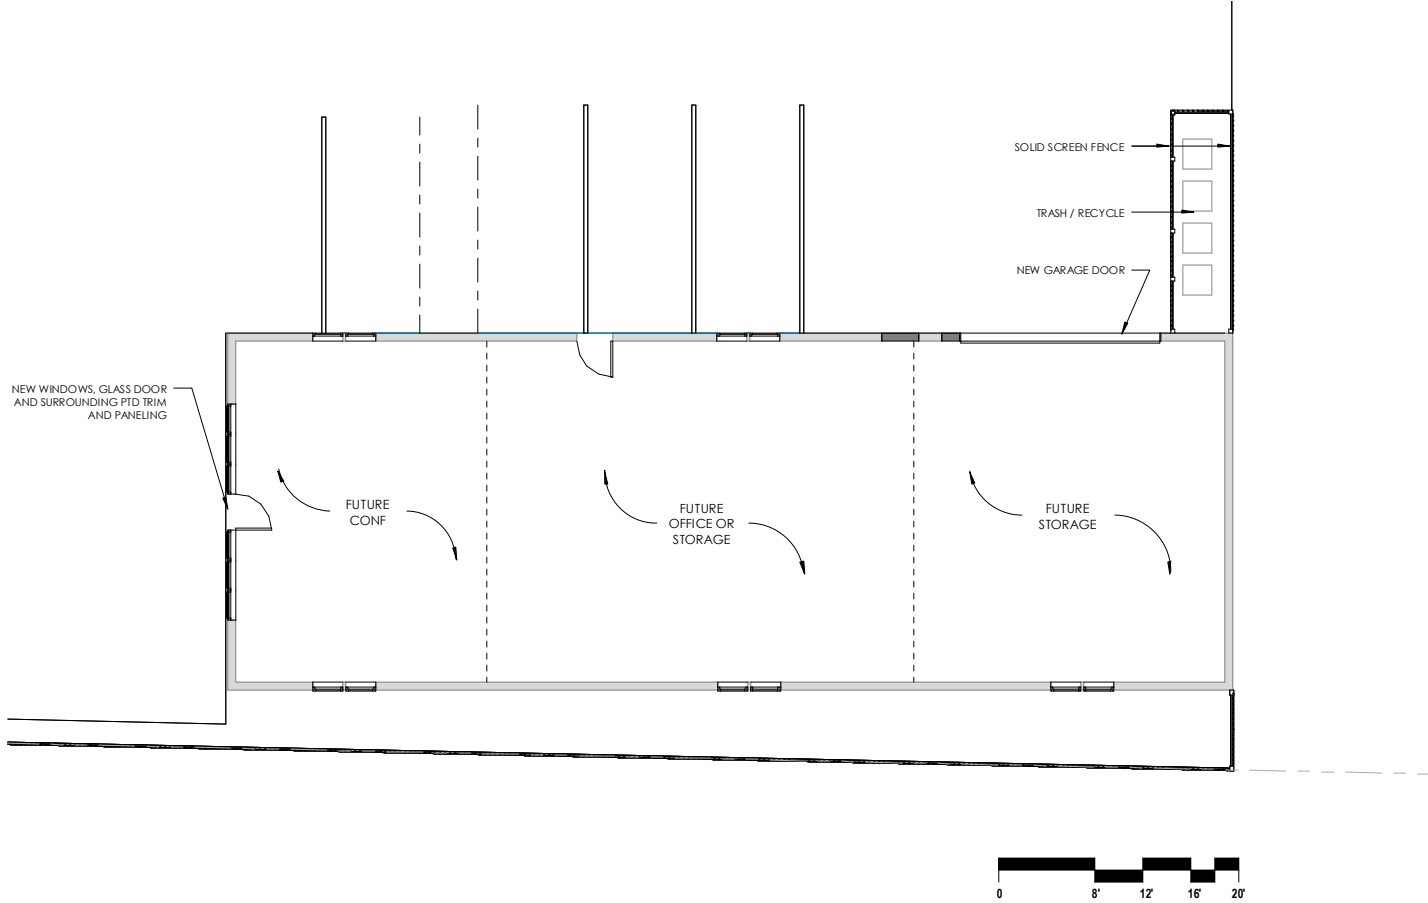 SOLID SCREEN FENCE
TRASH / RECYCLE
NEW GARAGE DOOR
NEW WINDOWS, GLASS DOOR
AND SURROUNDING PTD TRIM
AND PANELING
FUTURE
CONF
FUTURE
OFFICE OR
STORAGE
FUTURE
STORAGE
0 8' 12' 16' 20'